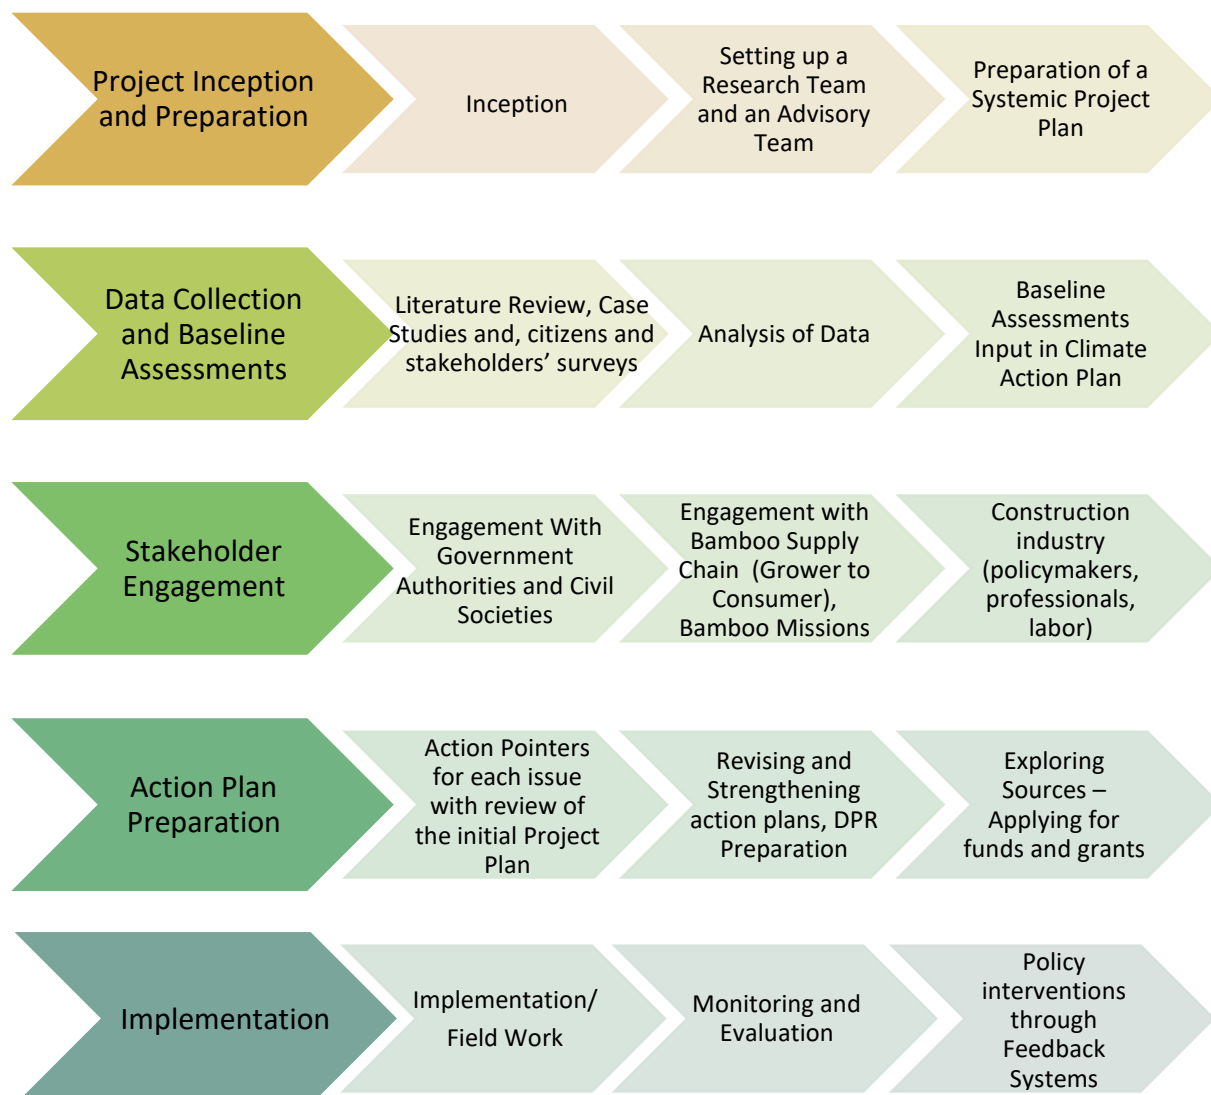 Project Inception
and Preparation
Inception
Setting up a
Research Team
and an Advisory
Team
Preparation of a
Systemic Project
Plan
Data Collection
and Baseline
Assessments
Literature Review, Case
Studies and, citizens and
stakeholders’ surveys
Analysis of Data
Baseline
Assessments
Input in Climate
Action Plan
Stakeholder
Engagement
Engagement With
Government
Authorities and Civil
Societies
Engagement with
Bamboo Supply
Chain (Grower to
Consumer),
Bamboo Missions
Construction
industry
(policymakers,
professionals,
labor)
Action Plan
Preparation
Action Pointers
for each issue
with review of
the initial Project
Plan
Revising and
Strengthening
action plans, DPR
Preparation
Exploring
Sources –
Applying for
funds and grants
Implementation
Implementation/
Field Work
Monitoring and
Evaluation
Policy
interventions
through
Feedback
Systems